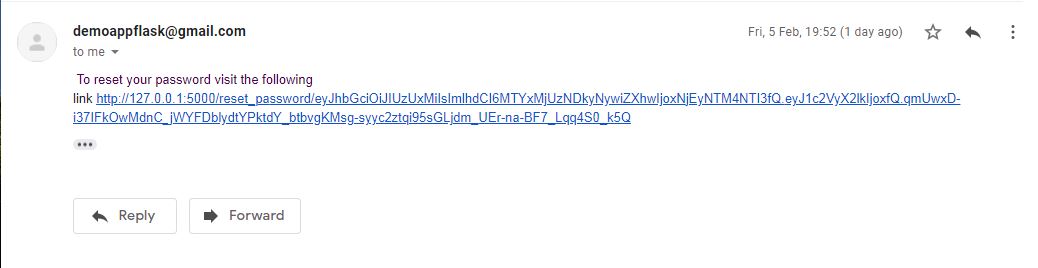 demoappflask@gmail.com Fri, 5 Feb, 19:52 (1 day ago)
to me
To reset your password visit the following
link http://127.0.0.1:5000/reset_password/eyJhbGciOiJIUzUxMiIsImlhdCI6MTYxMjUzNDkyNywiZXhwIjoxNjEyNTM4NTI3fQ.eyJ1c2VyX2lkIjoxfQ.qmUwxD-
i37IFkOwMdnC_jWYFDblydtYPktdY_btbvgKMsg-syyc2ztqi95sGLjdm_UEr-na-BF7_Lqq4S0_k5Q
Reply Forward